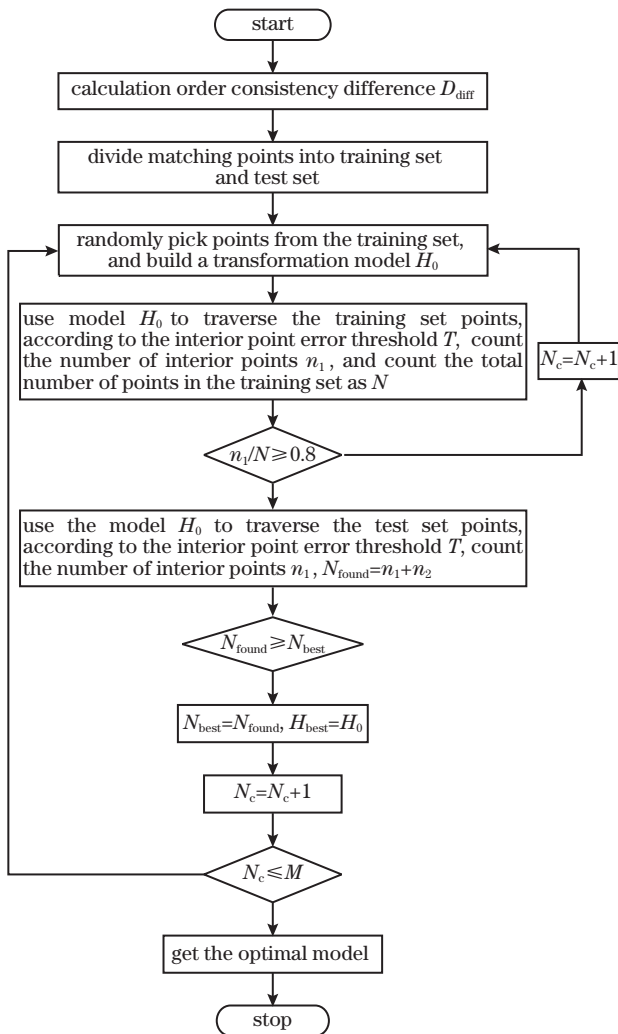 start
calculation order consistency difference D_diff
divide matching points into training set
and test set
randomly pick points from the training set,
and build a transformation model H_0
use model H_0 to traverse the training set points,
according to the interior point error threshold T, count
the number of interior points n_1, and count the total
number of points in the training set as N
N_c=N_c+1
n_1/N≥0.8
use the model H_0 to traverse the test set points,
according to the interior point error threshold T, count
the number of interior points n_1, N_found=n_1+n_2
N_found≥N_best
N_best=N_found, H_best=H_0
N_c=N_c+1
N_c≤M
get the optimal model
stop